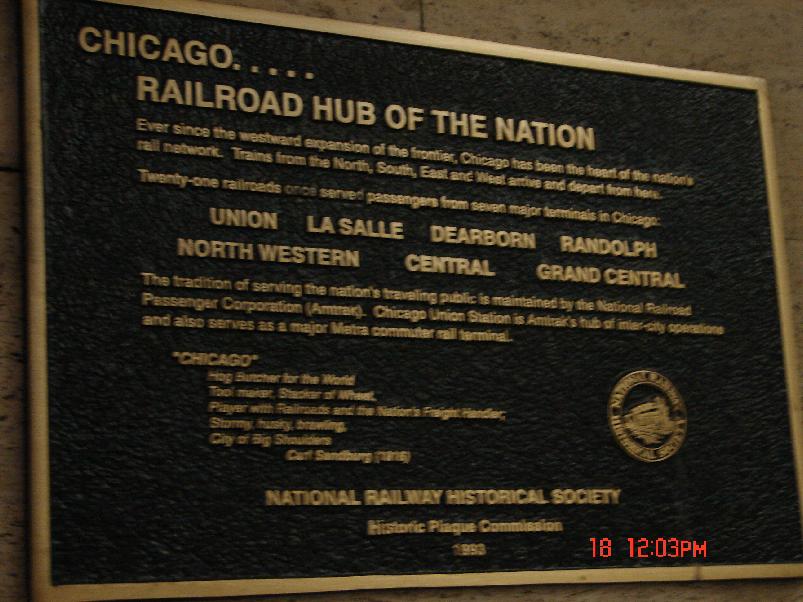 CHICAGO.....
RAILROAD HUB OF THE NATION
Ever since the westward expansion of the frontier, Chicago has been the heart of the nation's
rail network. Trains from the North, South, East and West arrive and depart from here.
Twenty-one railroads once served passengers from seven major terminals in Chicago:
UNION LA SALLE DEARBORN RANDOLPH
NORTH WESTERN CENTRAL GRAND CENTRAL
The tradition of serving the nation's traveling public is maintained by the National Railroad
Passenger Corporation (Amtrak). Chicago Union Station is Amtrak's hub of inter-city operations
and also serves as a major Metra commuter rail terminal.
"CHICAGO"
Hog Butcher for the World
Tool maker, Stacker of Wheat,
Player with Railroads and the Nation's Freight Handler;
Stormy, husky, brawling,
City of Big Shoulders
Carl Sandburg (1916)
NATIONAL RAILWAY HISTORICAL SOCIETY
NATIONAL RAILWAY HISTORICAL SOCIETY
Historic Plaque Commission
1993
18 12:03PM